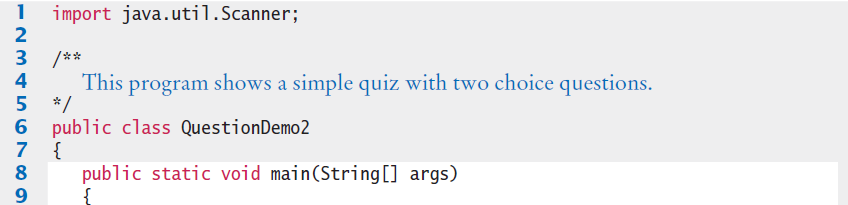 1 import java.util.Scanner;
2
3 /**
4 This program shows a simple quiz with two choice questions.
5 */
6 public class QuestionDemo2
7 {
8 public static void main(String[] args)
9 {